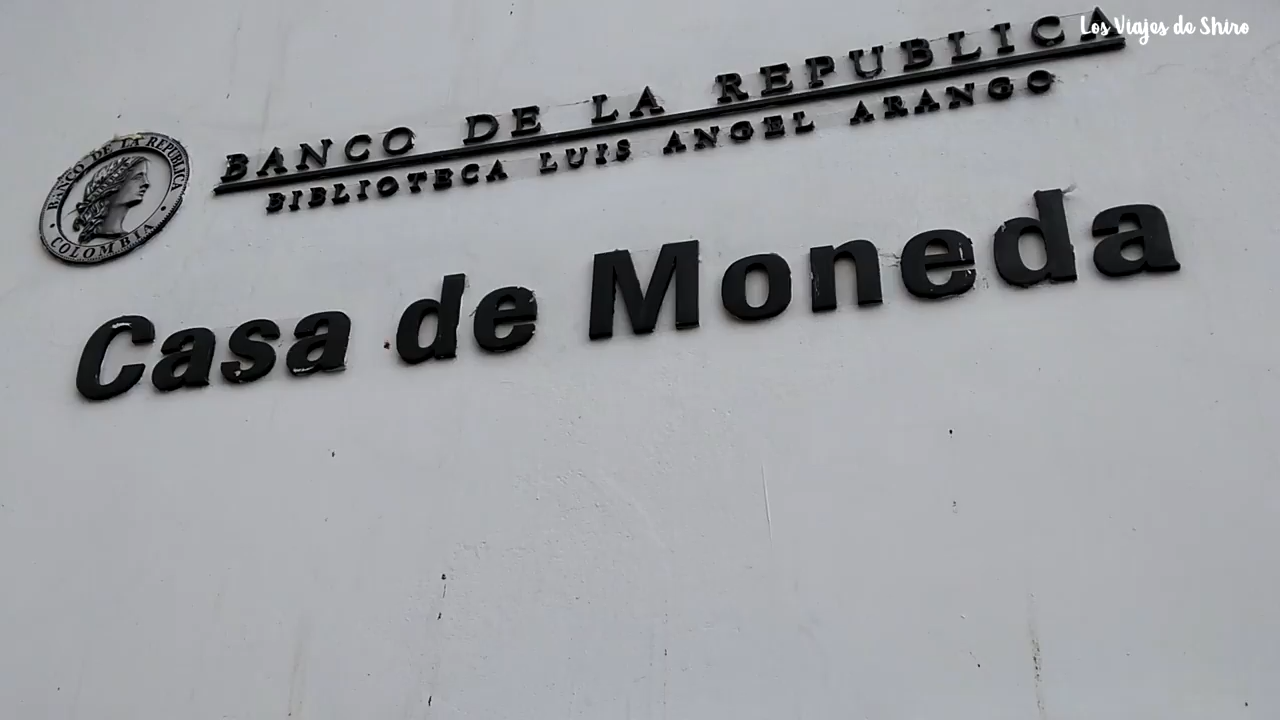 Los Viajes de Shiro
BANCO DE LA REPUBLICA
BIBLIOTECA LUIS ANGEL ARANGO
BANCO DE LA REPUBLICA
COLOMBIA
Casa de Moneda